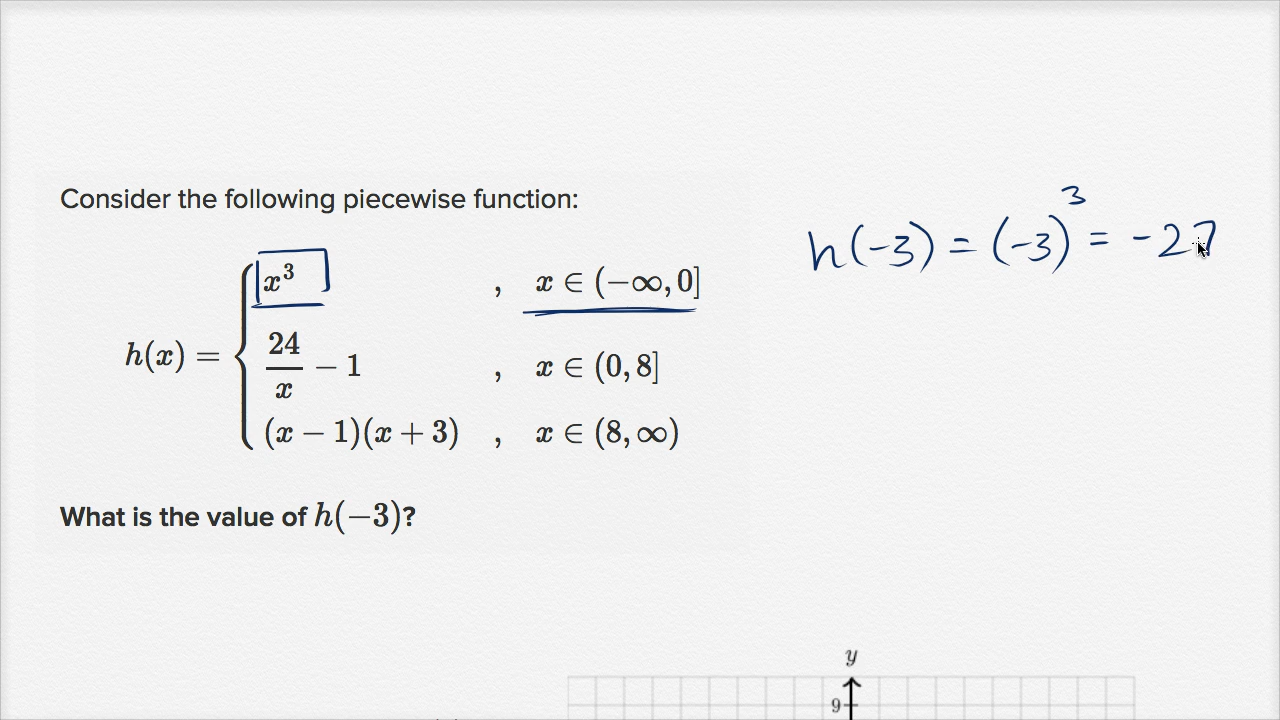 Consider the following piecewise function:
h(-3) = (-3)³ = -27
x³ , x ∈ (−∞, 0]
h(x) = 24/x − 1 , x ∈ (0, 8]
(x − 1)(x + 3) , x ∈ (8, ∞)
What is the value of h(−3)?
y
9